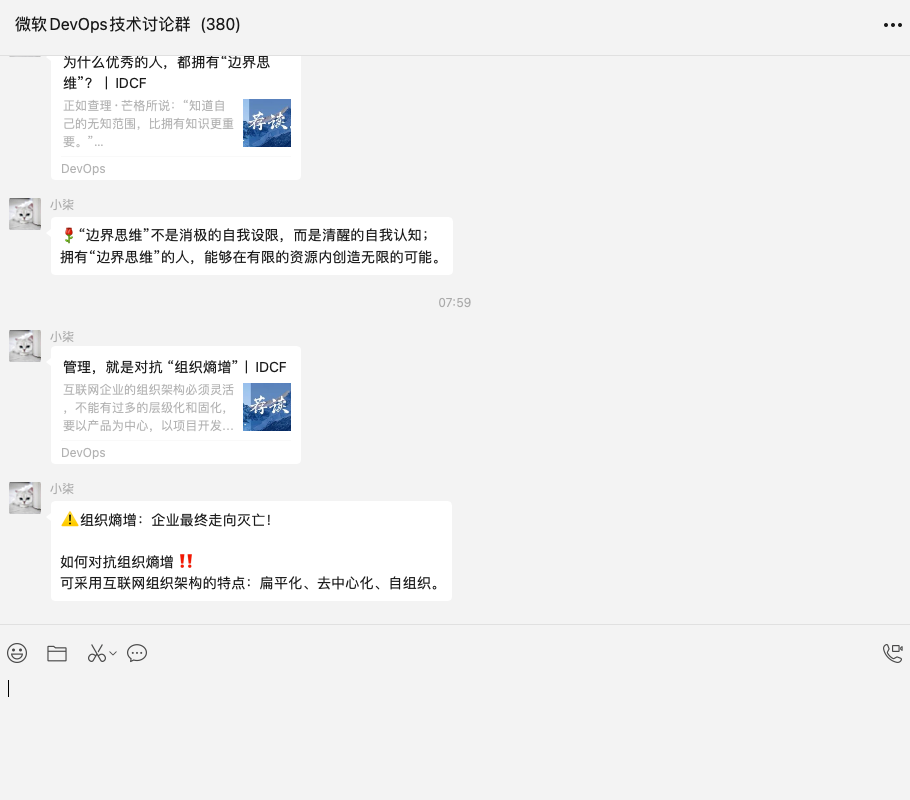 微软DevOps技术讨论群（380）
为什么优秀的人，都拥有“边界思
维”？ | IDCF
正如查理·芒格所说：“知道自
己的无知范围，比拥有知识更重
要。”...
荐读
DevOps
小柒
🌹“边界思维”不是消极的自我设限，而是清醒的自我认知；
拥有“边界思维”的人，能够在有限的资源内创造无限的可能。
07:59
小柒
管理，就是对抗 “组织熵增” | IDCF
互联网企业的组织架构必须灵活
，不能有过多的层级化和固化，
要以产品为中心，以项目开发...
荐读
DevOps
小柒
⚠️组织熵增：企业最终走向灭亡！
如何对抗组织熵增 ‼️
可采用互联网组织架构的特点：扁平化、去中心化、自组织。